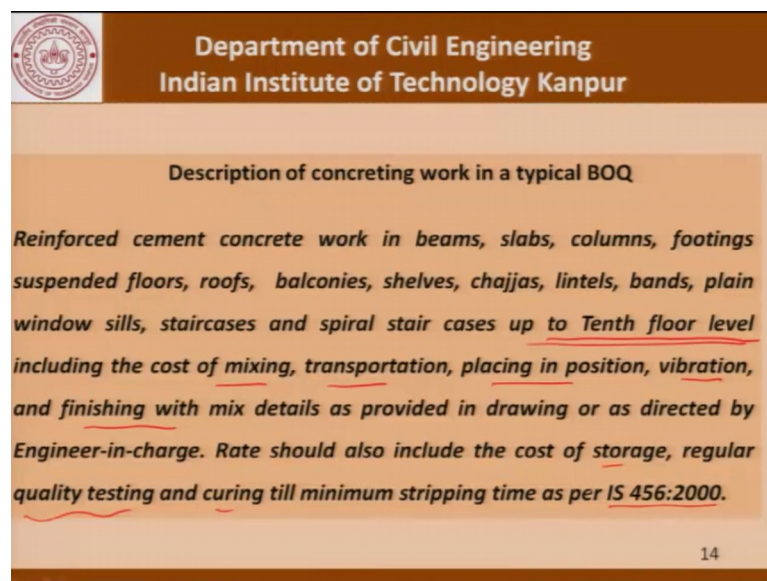 Department of Civil Engineering
Indian Institute of Technology Kanpur
Description of concreting work in a typical BOQ
Reinforced cement concrete work in beams, slabs, columns, footings
suspended floors, roofs, balconies, shelves, chajjas, lintels, bands, plain
window sills, staircases and spiral stair cases up to Tenth floor level
including the cost of mixing, transportation, placing in position, vibration,
and finishing with mix details as provided in drawing or as directed by
Engineer-in-charge. Rate should also include the cost of storage, regular
quality testing and curing till minimum stripping time as per IS 456:2000.
14